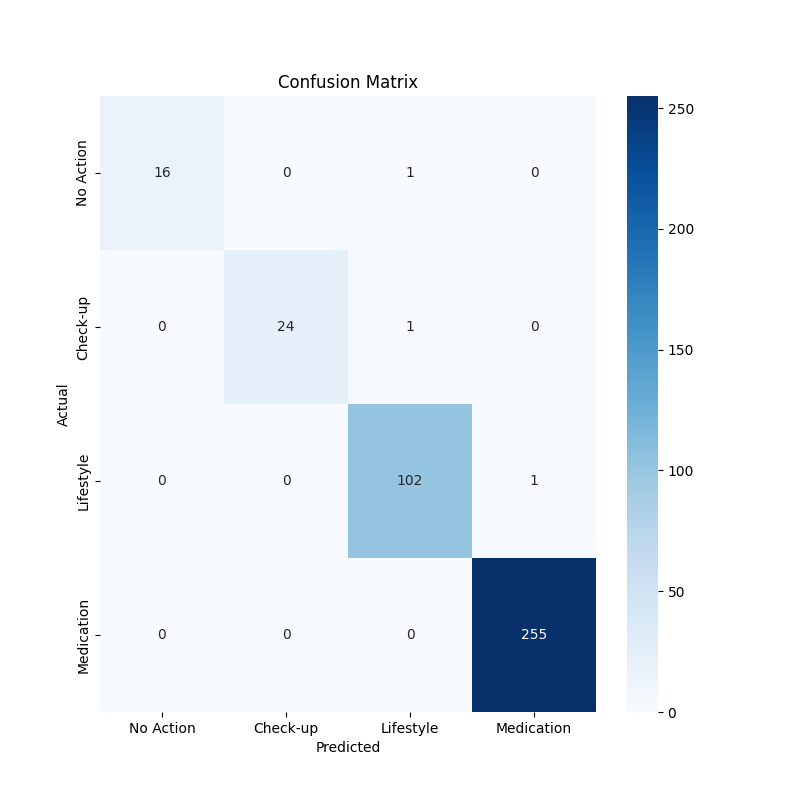 Confusion Matrix
No Action
16 0 1 0
Check-up
0 24 1 0
Lifestyle
0 0 102 1
Medication
0 0 0 255
Actual
No Action Check-up Lifestyle Medication
Predicted
250
200
150
100
50
0